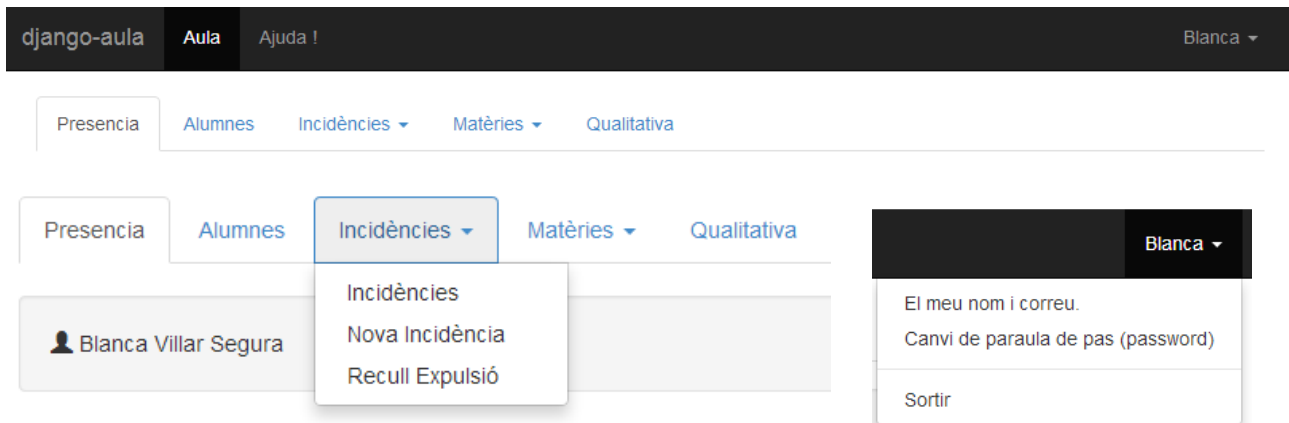 django-aula Aula Ajuda ! Blanca
Presencia Alumnes Incidències Matèries Qualitativa
Presencia Alumnes Incidències Matèries Qualitativa
Incidències
Nova Incidència
Recull Expulsió
Blanca Villar Segura
Blanca
El meu nom i correu.
Canvi de paraula de pas (password)
Sortir